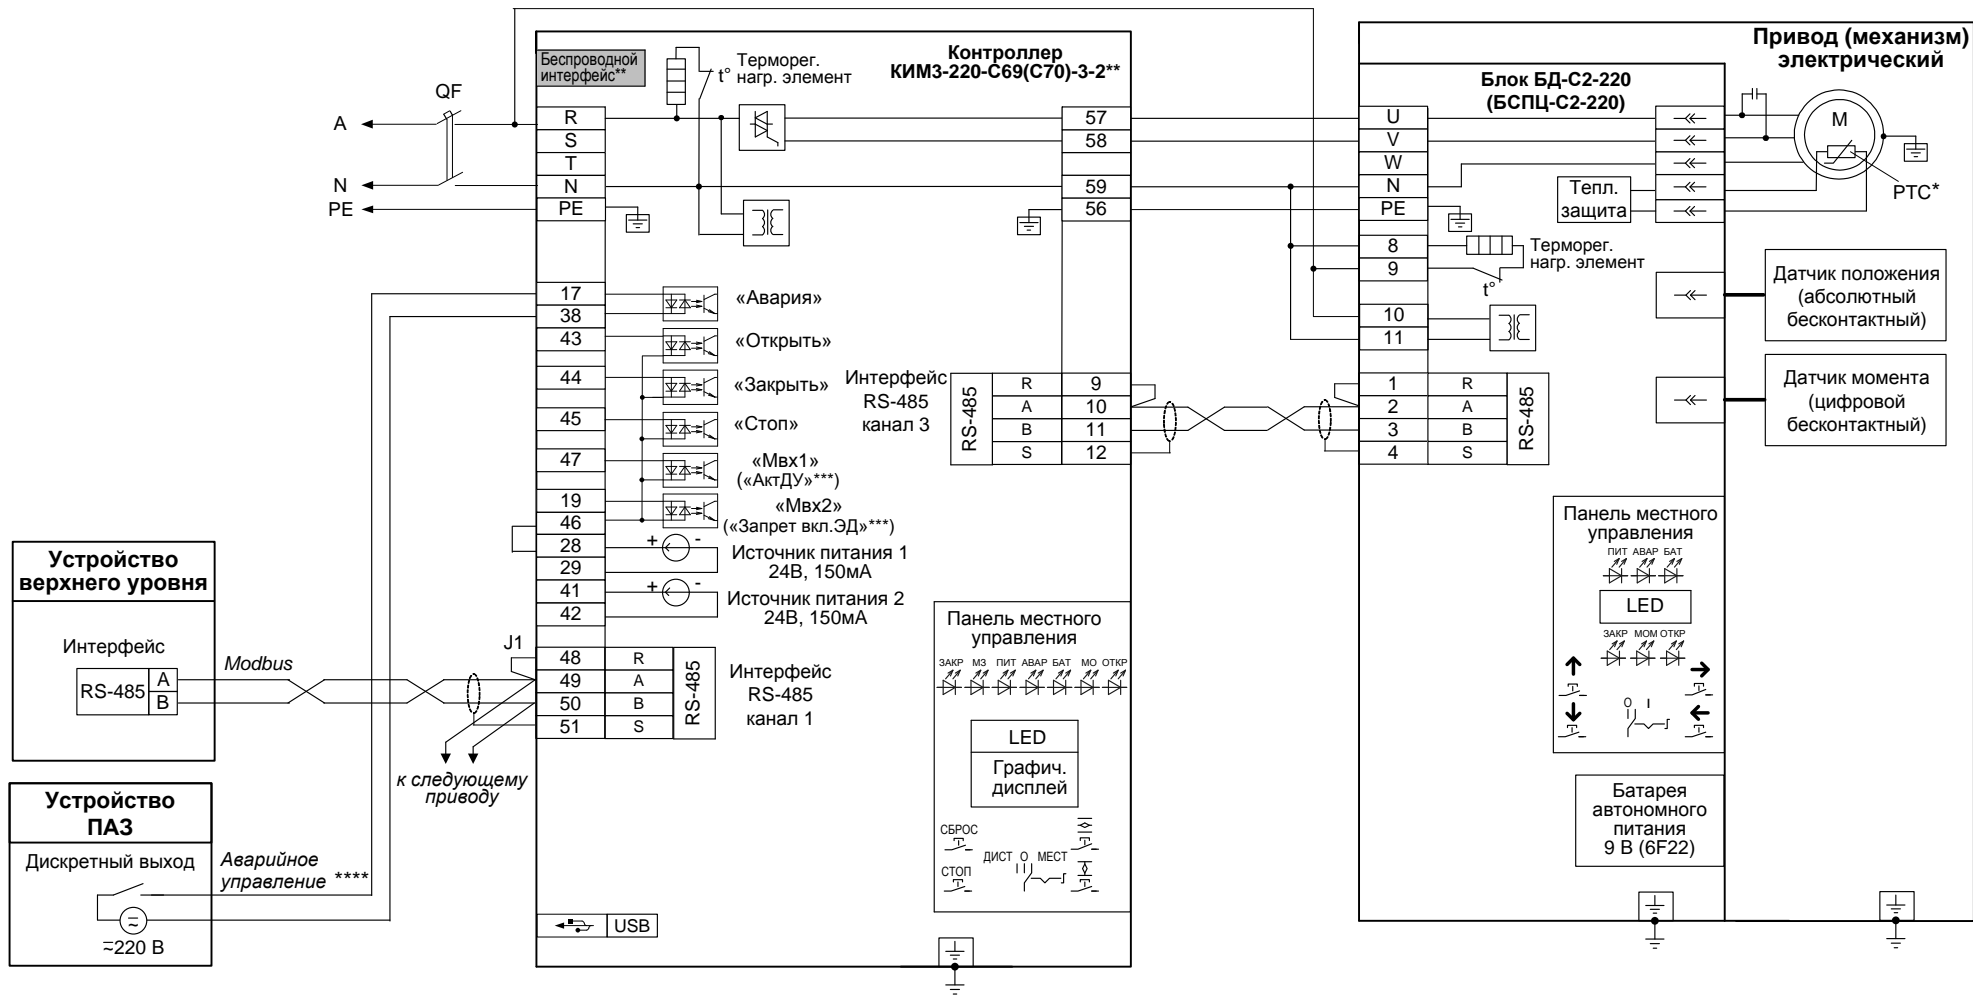 Беспроводной
интерфейс**
Терморег.
нагр. элемент
t°
Контроллер
КИМ3-220-С69(С70)-3-2**
Привод (механизм)
электрический
Блок БД-С2-220
(БСПЦ-С2-220)
QF
A
N
PE
R
S
T
N
PE
57
58
59
56
U
V
W
N
PE
8
9
10
11
M
PTC*
Тепл.
защита
Терморег.
нагр. элемент
t°
Датчик положения
(абсолютный
бесконтактный)
Датчик момента
(цифровой
бесконтактный)
17
38
43
44
45
47
19
46
28
29
41
42
«Авария»
«Открыть»
«Закрыть»
«Стоп»
«Мвх1»
(«АктДУ»***)
«Мвх2»
(«Запрет вкл.ЭД»***)
+ -
Источник питания 1
24В, 150мА
+ -
Источник питания 2
24В, 150мА
Интерфейс
RS-485
канал 3
RS-485
R 9
A 10
B 11
S 12
1 R
2 A
3 B
4 S
RS-485
J1
48 R
49 A
50 B
51 S
RS-485
Интерфейс
RS-485
канал 1
Устройство
верхнего уровня
Интерфейс
RS-485
A
B
Modbus
к следующему
приводу
Устройство
ПАЗ
Дискретный выход
≂220 В
Аварийное
управление ****
USB
Панель местного
управления
ЗАКР МЗ ПИТ АВАР БАТ МО ОТКР
LED
Графич.
дисплей
СБРОС
СТОП
ДИСТ О МЕСТ
Панель местного
управления
ПИТ АВАР БАТ
LED
ЗАКР МОМ ОТКР
O I
Батарея
автономного
питания
9 В (6F22)